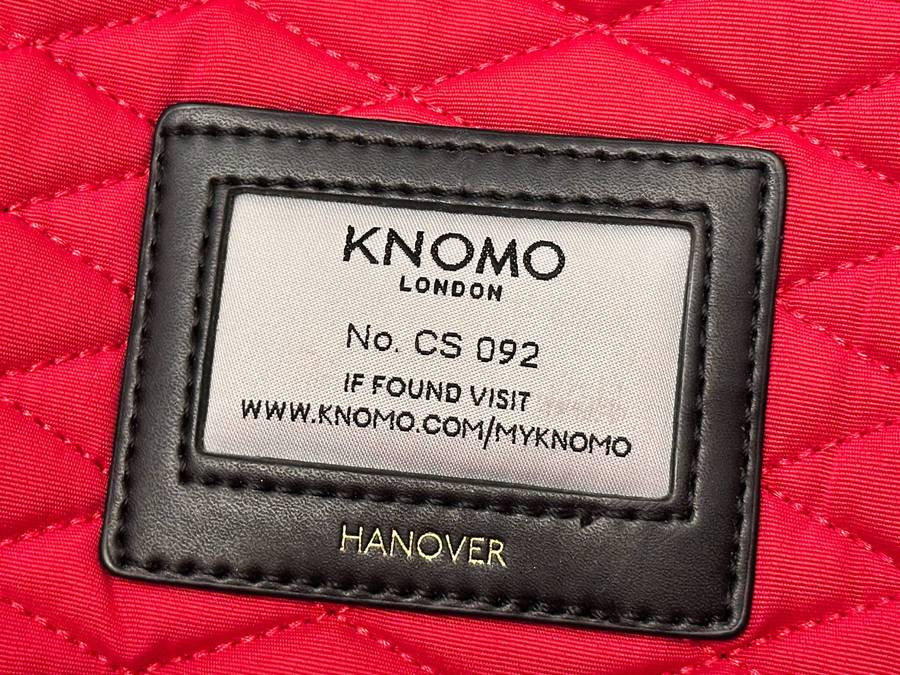 KNOMO
LONDON
No. CS 092
IF FOUND VISIT
WWW.KNOMO.COM/MYKNOMO
HANOVER